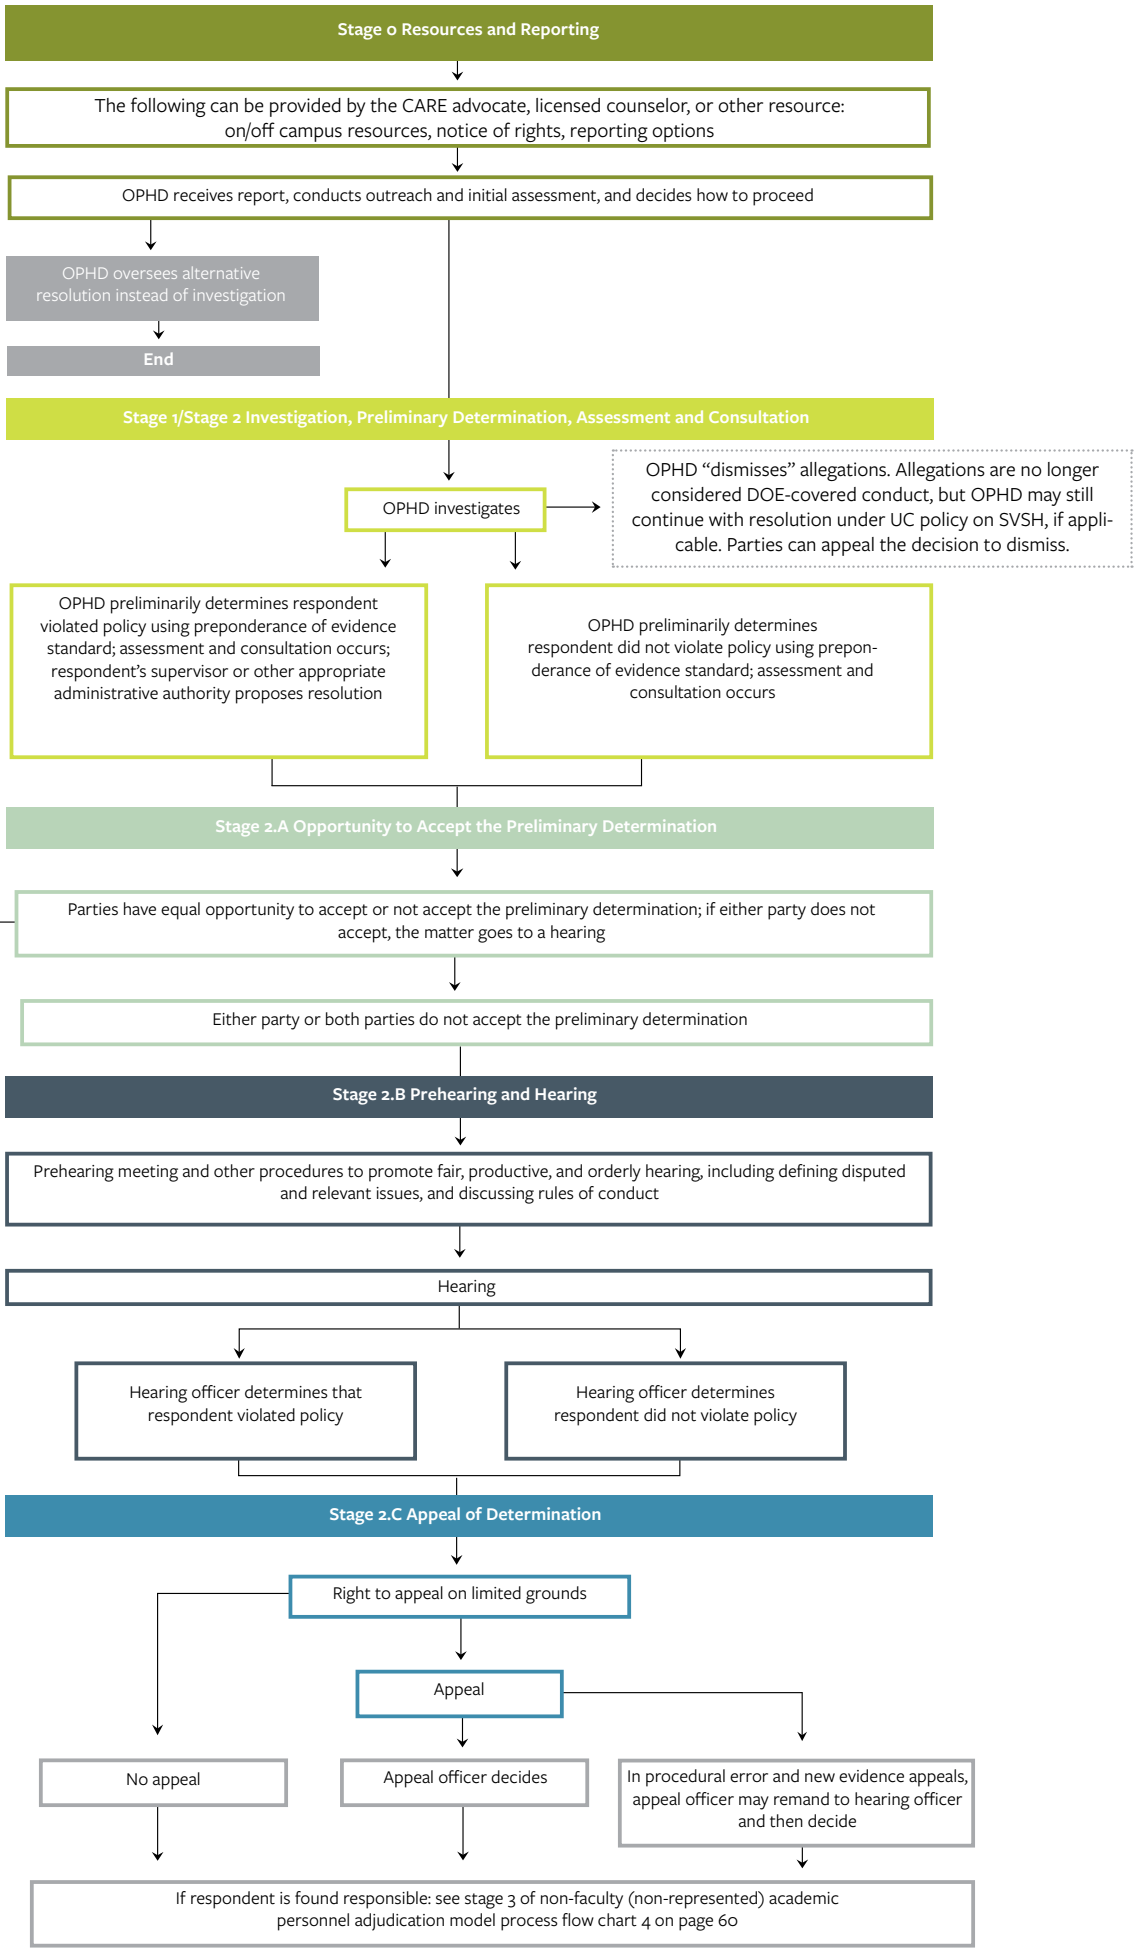 Stage 0 Resources and Reporting
The following can be provided by the CARE advocate, licensed counselor, or other resource:
on/off campus resources, notice of rights, reporting options
OPHD receives report, conducts outreach and initial assessment, and decides how to proceed
OPHD oversees alternative
resolution instead of investigation
End
Stage 1/Stage 2 Investigation, Preliminary Determination, Assessment and Consultation
OPHD investigates
OPHD “dismisses” allegations. Allegations are no longer
considered DOE-covered conduct, but OPHD may still
continue with resolution under UC policy on SVSH, if appli-
cable. Parties can appeal the decision to dismiss.
OPHD preliminarily determines respondent
violated policy using preponderance of evidence
standard; assessment and consultation occurs;
respondent’s supervisor or other appropriate
administrative authority proposes resolution
OPHD preliminarily determines
respondent did not violate policy using prepon-
derance of evidence standard; assessment and
consultation occurs
Stage 2.A Opportunity to Accept the Preliminary Determination
Parties have equal opportunity to accept or not accept the preliminary determination; if either party does not
accept, the matter goes to a hearing
Either party or both parties do not accept the preliminary determination
Stage 2.B Prehearing and Hearing
Prehearing meeting and other procedures to promote fair, productive, and orderly hearing, including defining disputed
and relevant issues, and discussing rules of conduct
Hearing
Hearing officer determines that
respondent violated policy
Hearing officer determines
respondent did not violate policy
Stage 2.C Appeal of Determination
Right to appeal on limited grounds
Appeal
No appeal
Appeal officer decides
In procedural error and new evidence appeals,
appeal officer may remand to hearing officer
and then decide
If respondent is found responsible: see stage 3 of non-faculty (non-represented) academic
personnel adjudication model process flow chart 4 on page 60